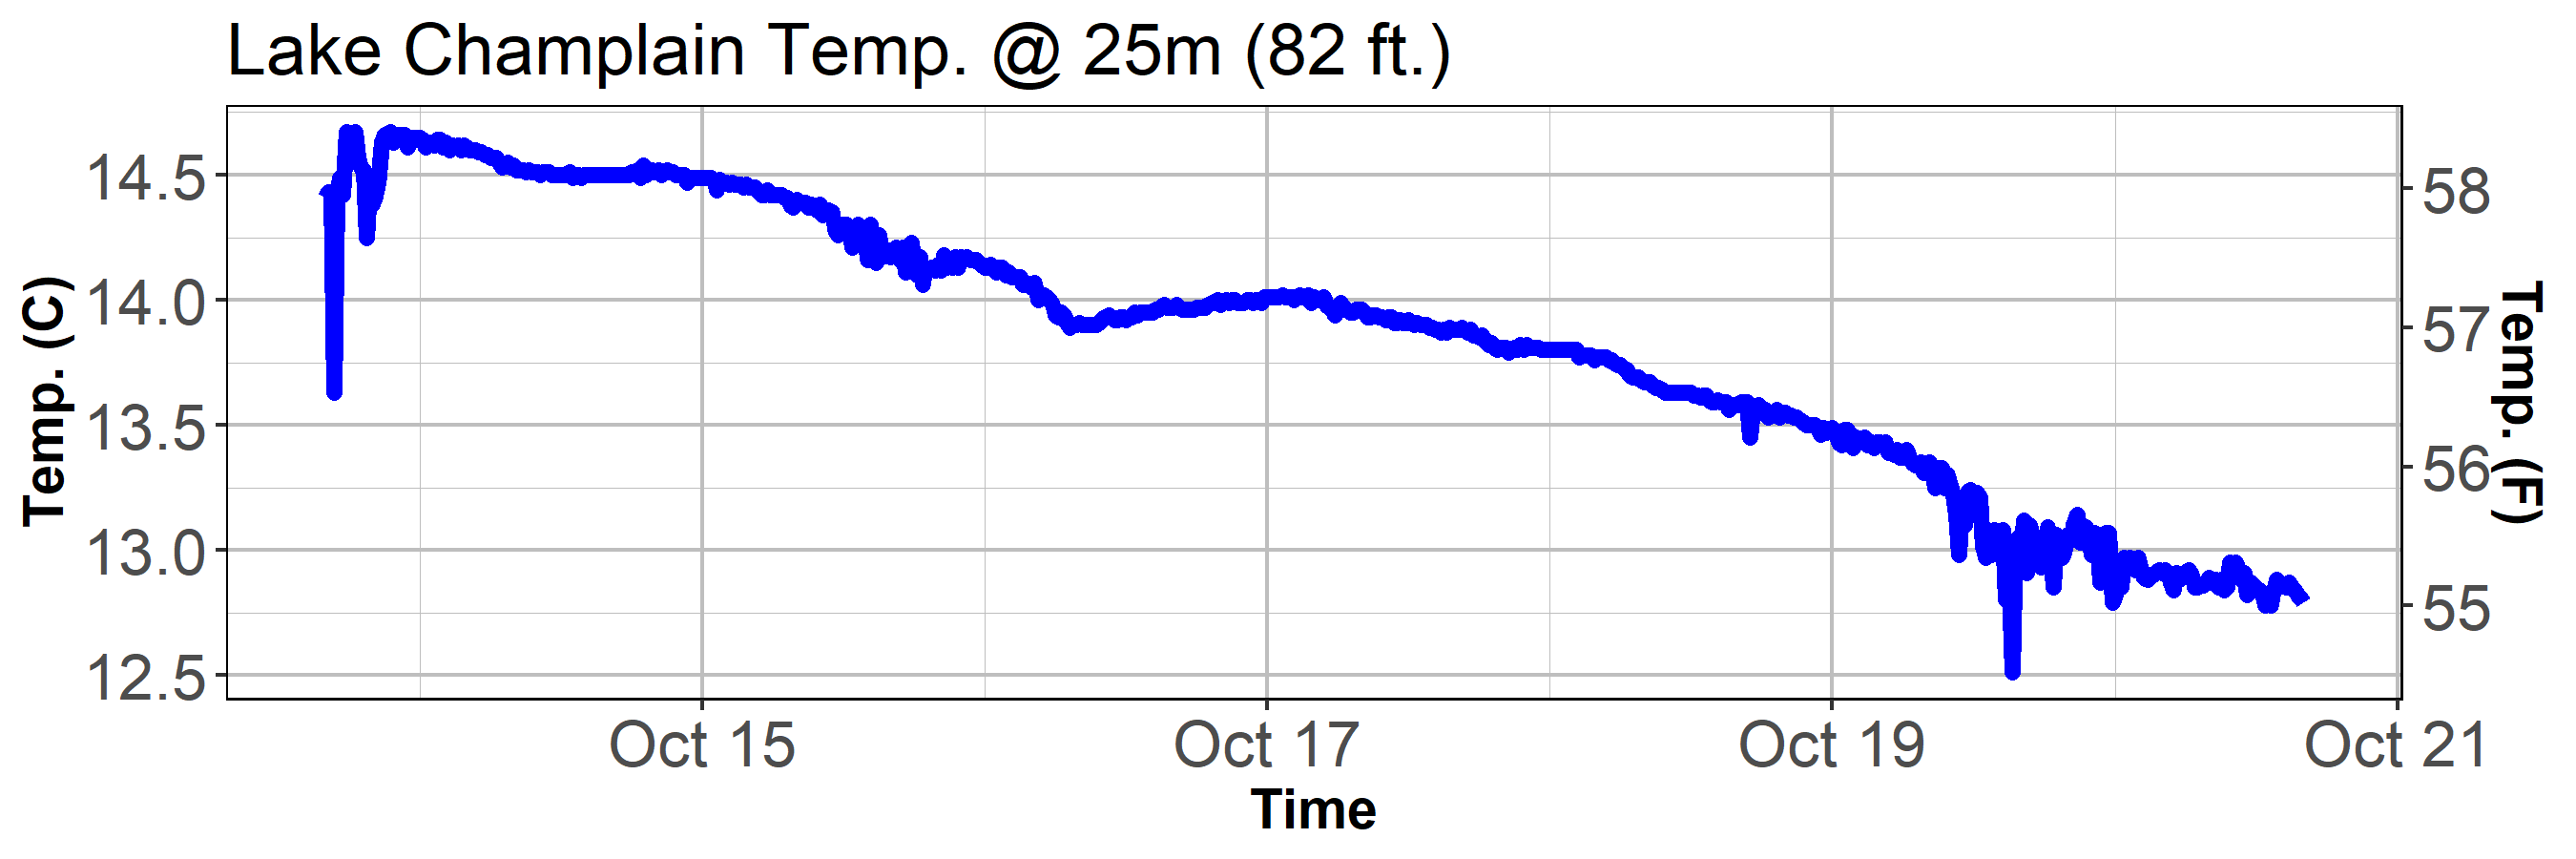 Lake Champlain Temp. @ 25m (82 ft.)
Temp. (C)
14.5
14.0
13.5
13.0
12.5
58
57
56
55
Temp. (F)
Oct 15 Oct 17 Oct 19 Oct 21
Time